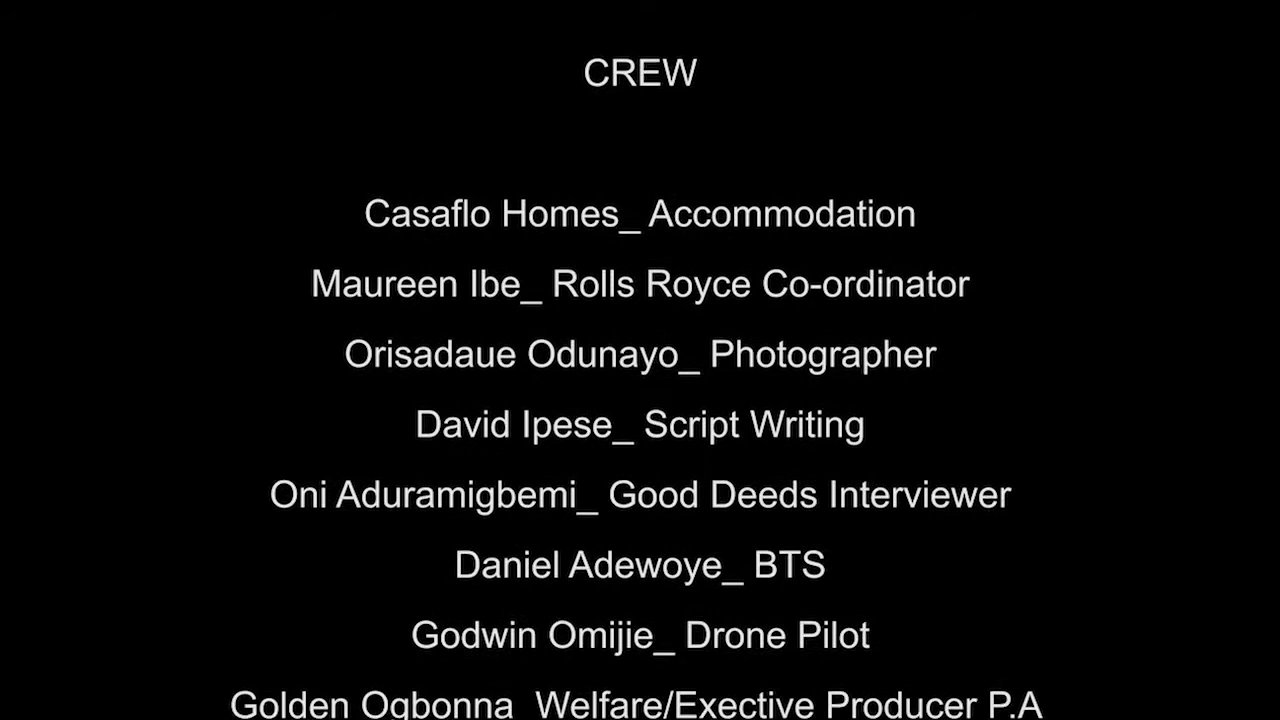 CREW
Casaflo Homes_ Accommodation
Maureen Ibe_ Rolls Royce Co-ordinator
Orisadaue Odunayo_ Photographer
David Ipese_ Script Writing
Oni Aduramigbemi_ Good Deeds Interviewer
Daniel Adewoye_ BTS
Godwin Omijie_ Drone Pilot
Golden Ogbonna_ Welfare/Exective Producer P.A